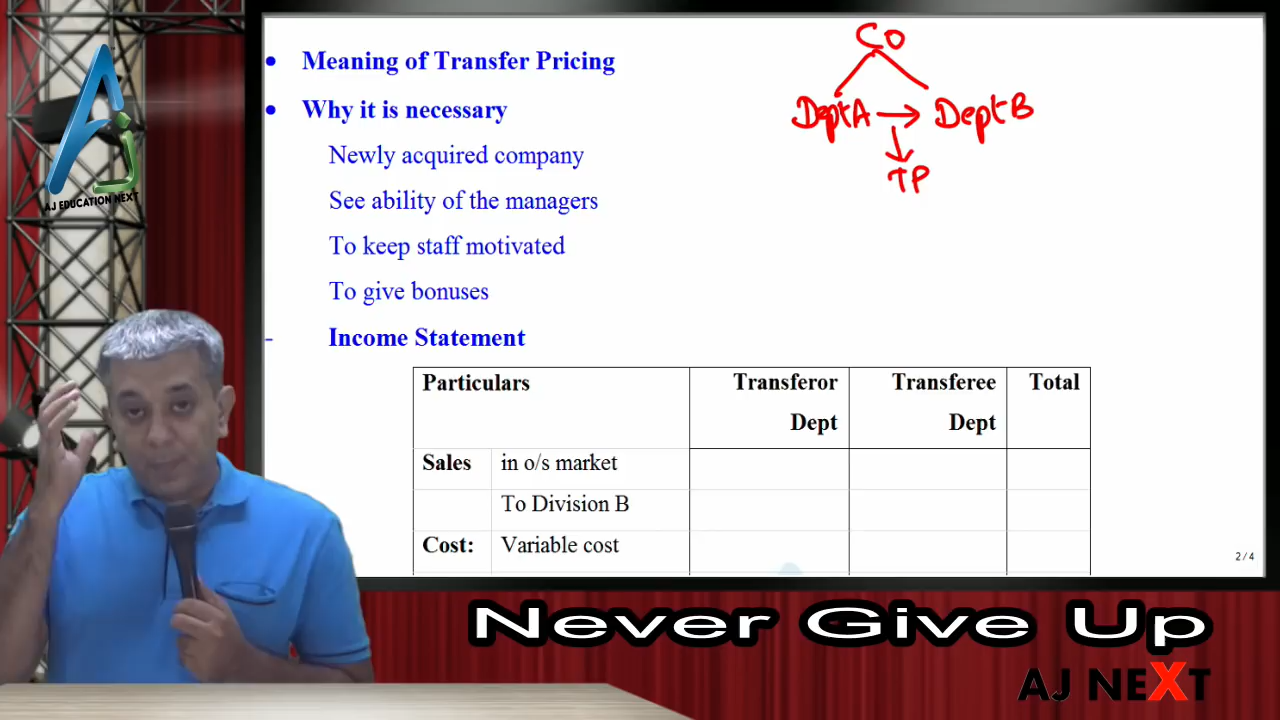 • Meaning of Transfer Pricing
• Why it is necessary
Newly acquired company
See ability of the managers
To keep staff motivated
To give bonuses
- Income Statement
CO
Dept A → Dept B
TP
Particulars Transferor Dept Transferee Dept Total
Sales in o/s market
To Division B
Cost: Variable cost
2/4
AJ EDUCATION NEXT
Never Give Up
AJ NEXT